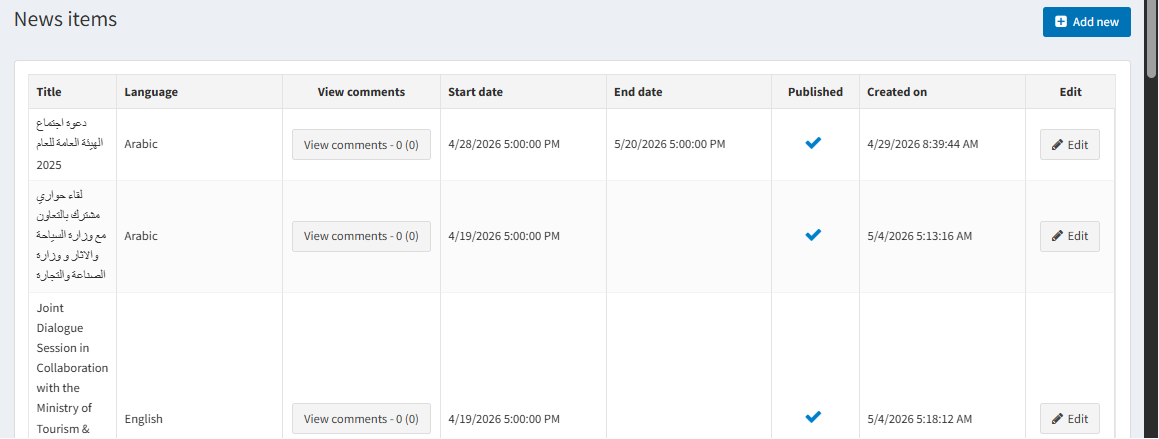 News items
Add new
Title Language View comments Start date End date Published Created on Edit
دعوة اجتماع
الهيئة العامة للعام
2025
Arabic View comments - 0 (0) 4/28/2026 5:00:00 PM 5/20/2026 5:00:00 PM 4/29/2026 8:39:44 AM Edit
لقاء حواري
مشترك بالتعاون
مع وزارة السياحة
والاثار و وزارة
الصناعة والتجارة
Arabic View comments - 0 (0) 4/19/2026 5:00:00 PM 5/4/2026 5:13:16 AM Edit
Joint
Dialogue
Session in
Collaboration
with the
Ministry of
Tourism &
English View comments - 0 (0) 4/19/2026 5:00:00 PM 5/4/2026 5:18:12 AM Edit